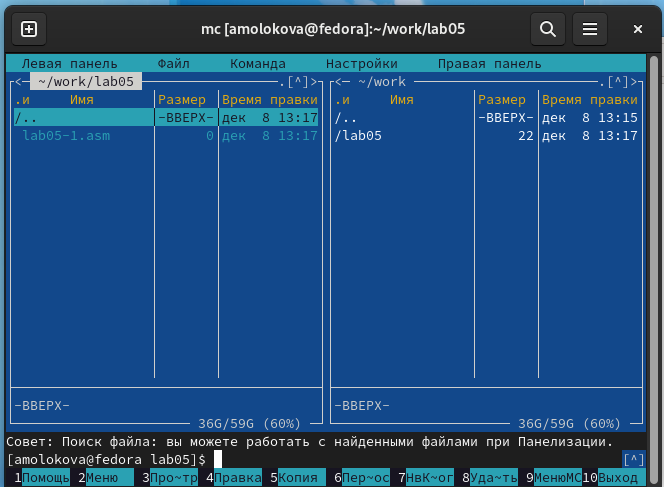 mc [amolokova@fedora]:~/work/lab05
Левая панель Файл Команда Настройки Правая панель
<─ ~/work/lab05 ─.[^]> <─ ~/work ─.[^]>
.и Имя Размер Время правки .и Имя Размер Время правки
/.. -ВВЕРХ- дек 8 13:17 /.. -ВВЕРХ- дек 8 13:15
lab05-1.asm 0 дек 8 13:17 /lab05 22 дек 8 13:17
-ВВЕРХ- -ВВЕРХ-
36G/59G (60%) 36G/59G (60%)
Совет: Поиск файла: вы можете работать с найденными файлами при Панелизации.
[amolokova@fedora lab05]$ [^]
1Помощь 2Меню 3Про~тр 4Правка 5Копия 6Пер~ос 7НвК~ог 8Уда~ть 9МенюМС 10Выход